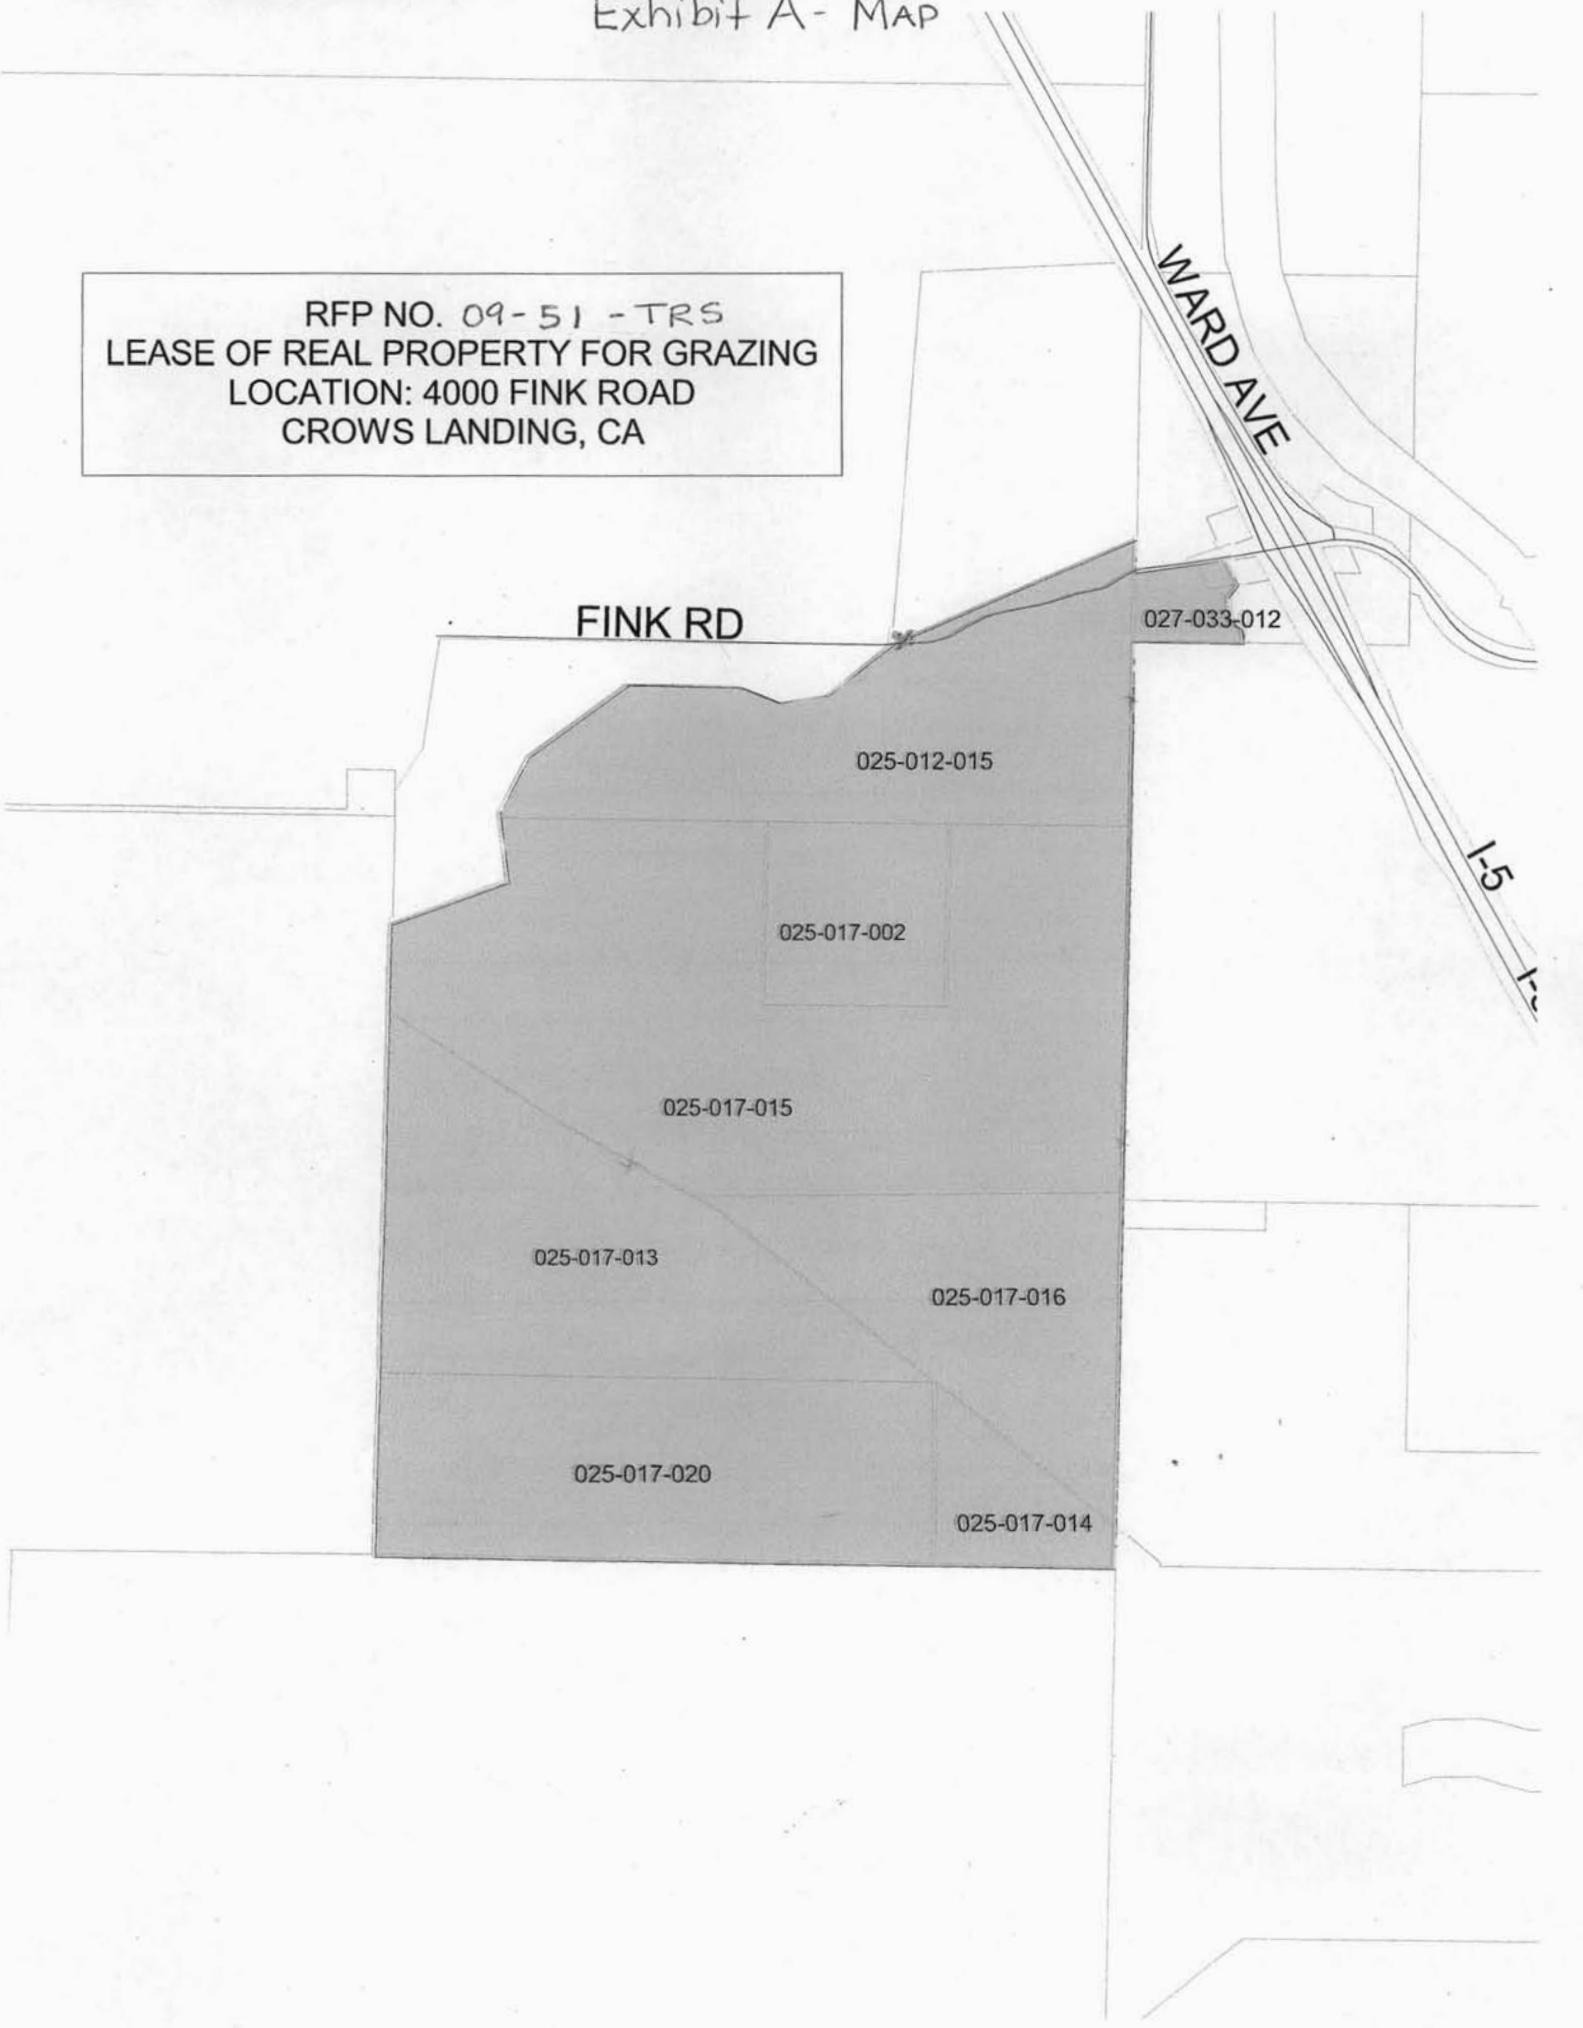 Exhibit A - MAP
RFP NO. 09-51-TRS
LEASE OF REAL PROPERTY FOR GRAZING
LOCATION: 4000 FINK ROAD
CROWS LANDING, CA
WARD AVE
FINK RD
027-033-012
025-012-015
I-5
025-017-002
025-017-015
025-017-013
025-017-016
025-017-020
025-017-014